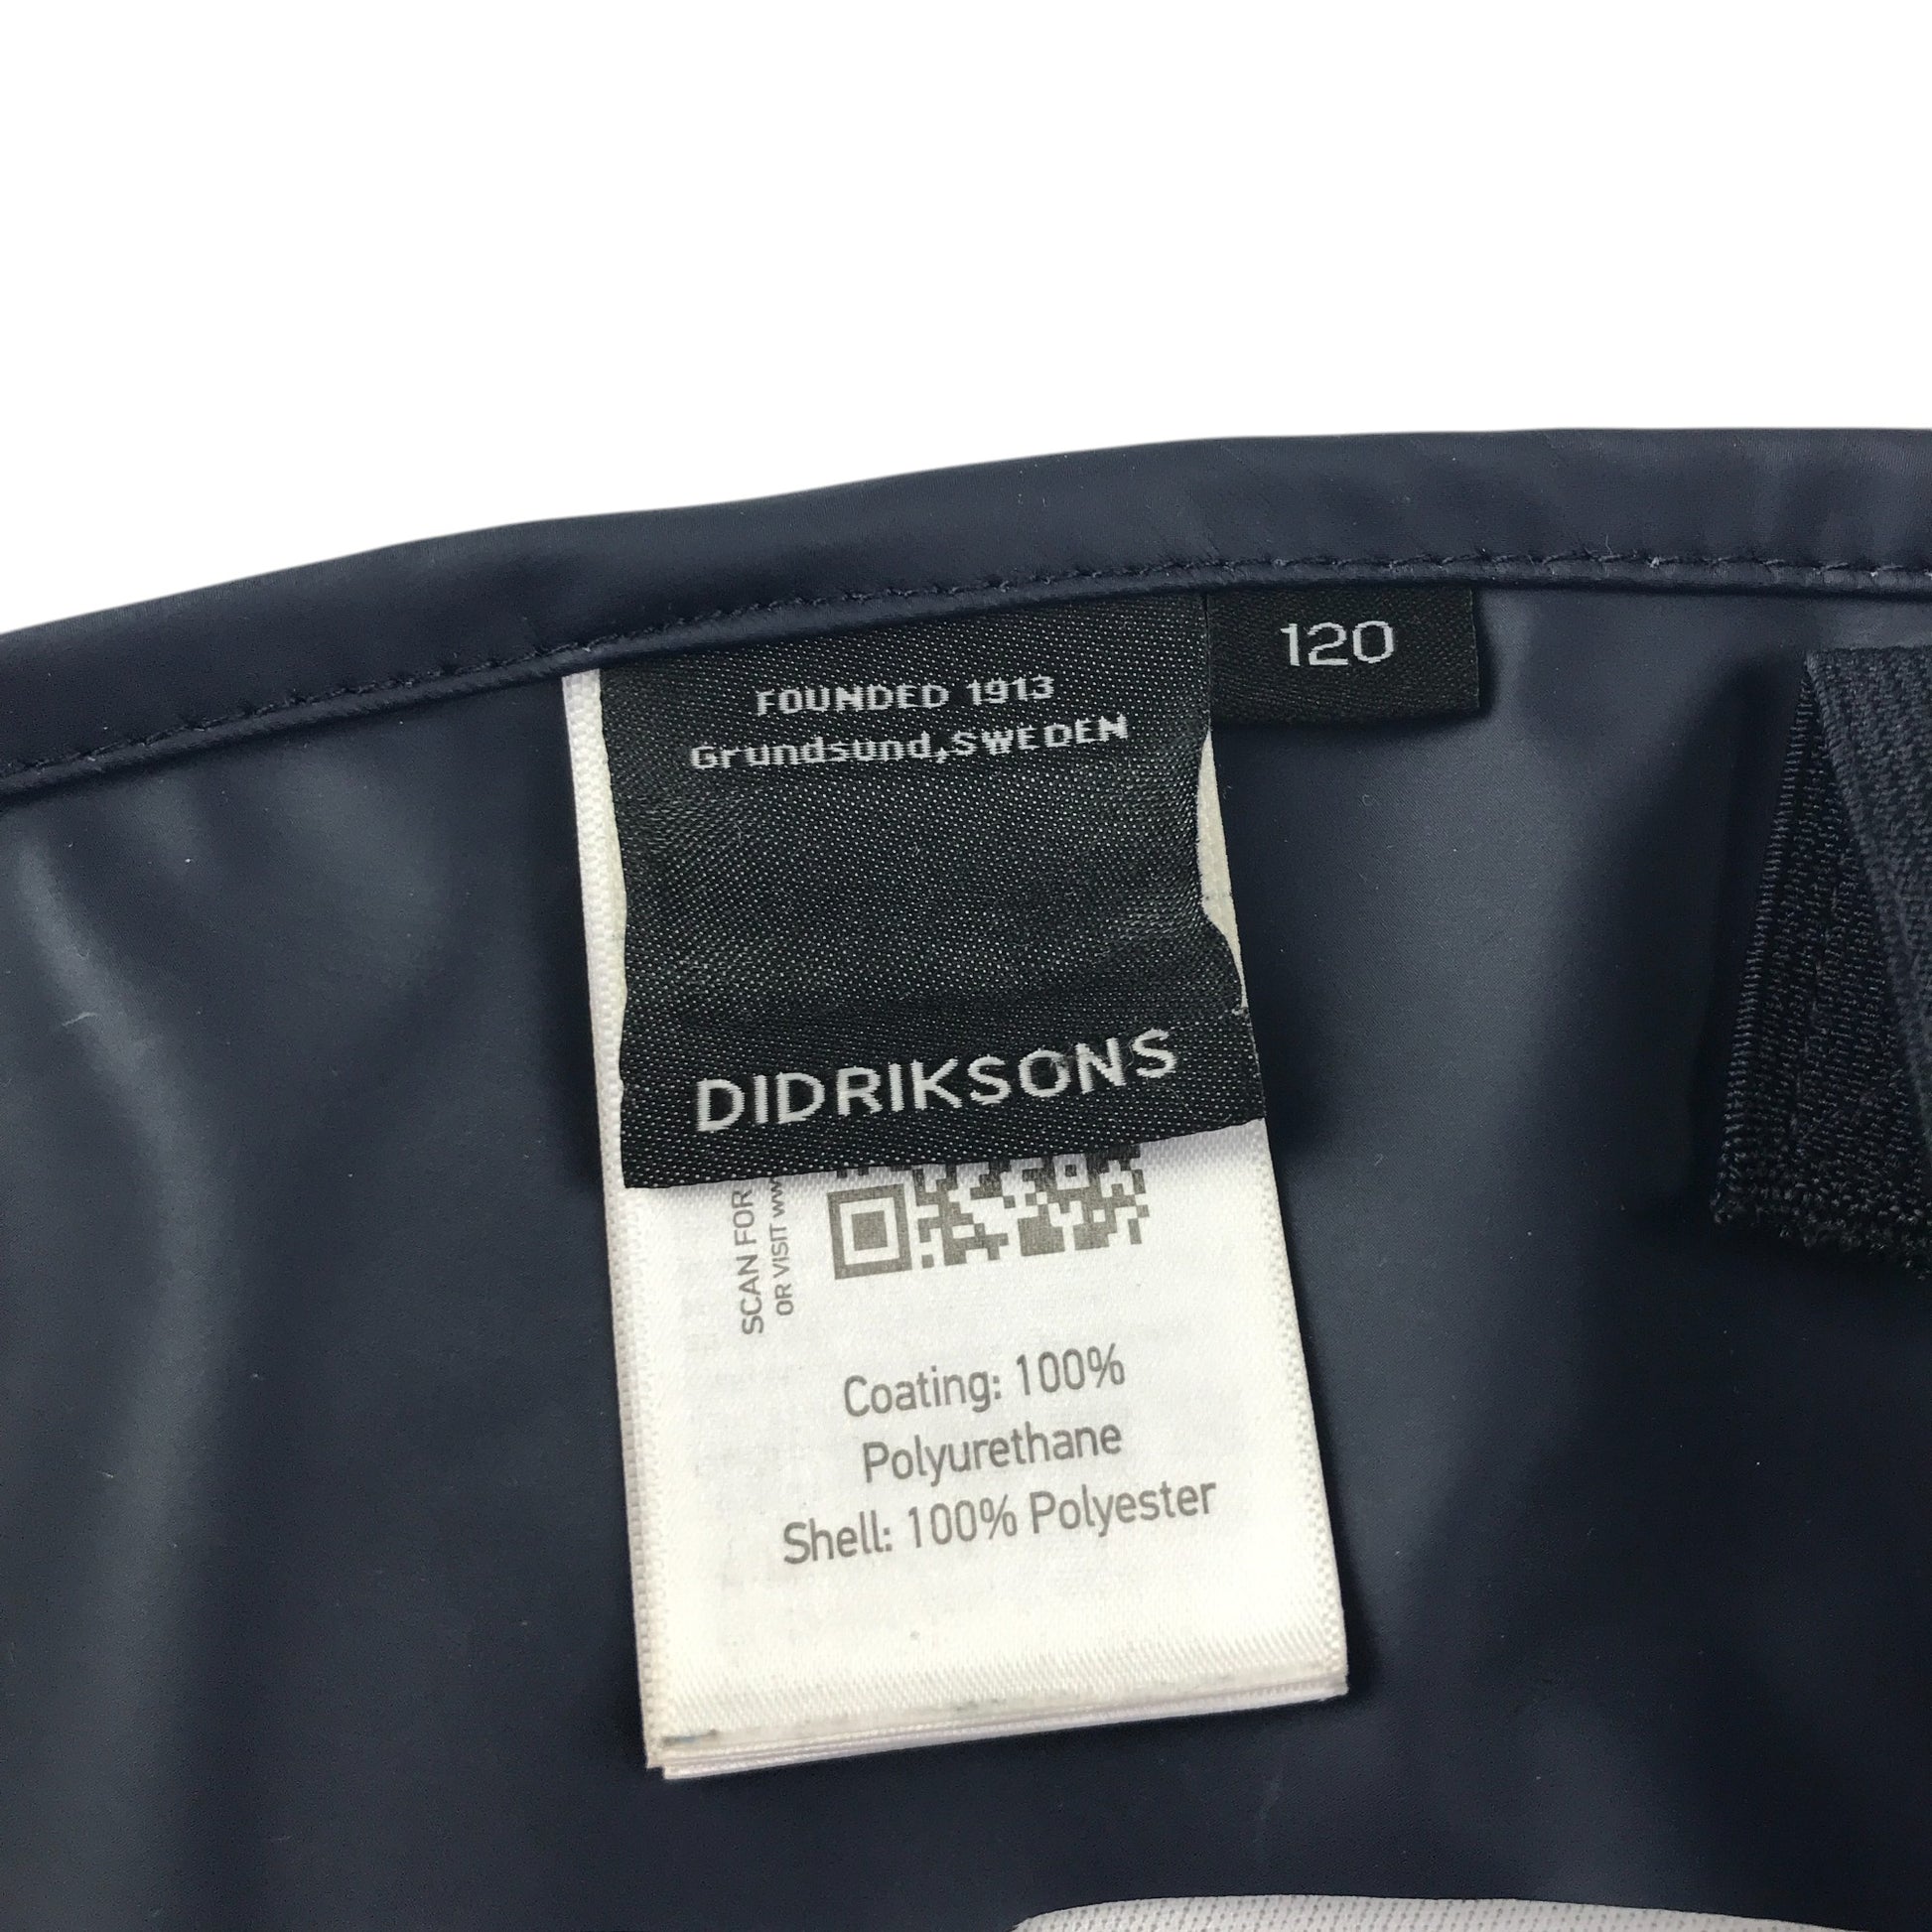 120
FOUNDED 1913
Grundsund,SWEDEN
DIDRIKSONS
SCAN FOR
OR VISIT
Coating: 100%
Polyurethane
Shell: 100% Polyester